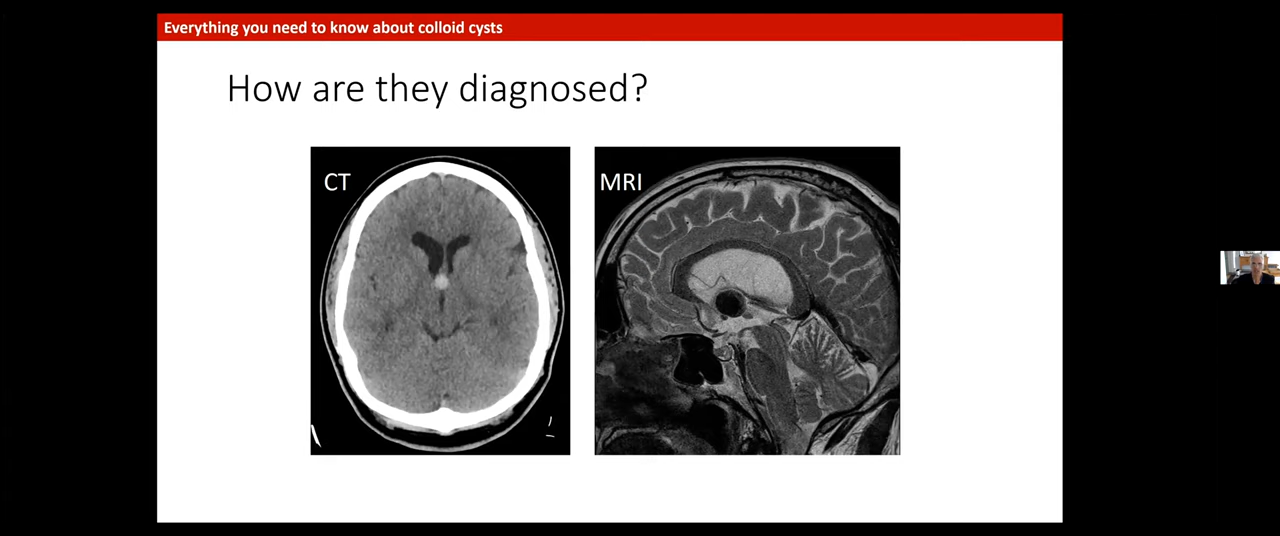 Everything you need to know about colloid cysts
How are they diagnosed?
CT
MRI